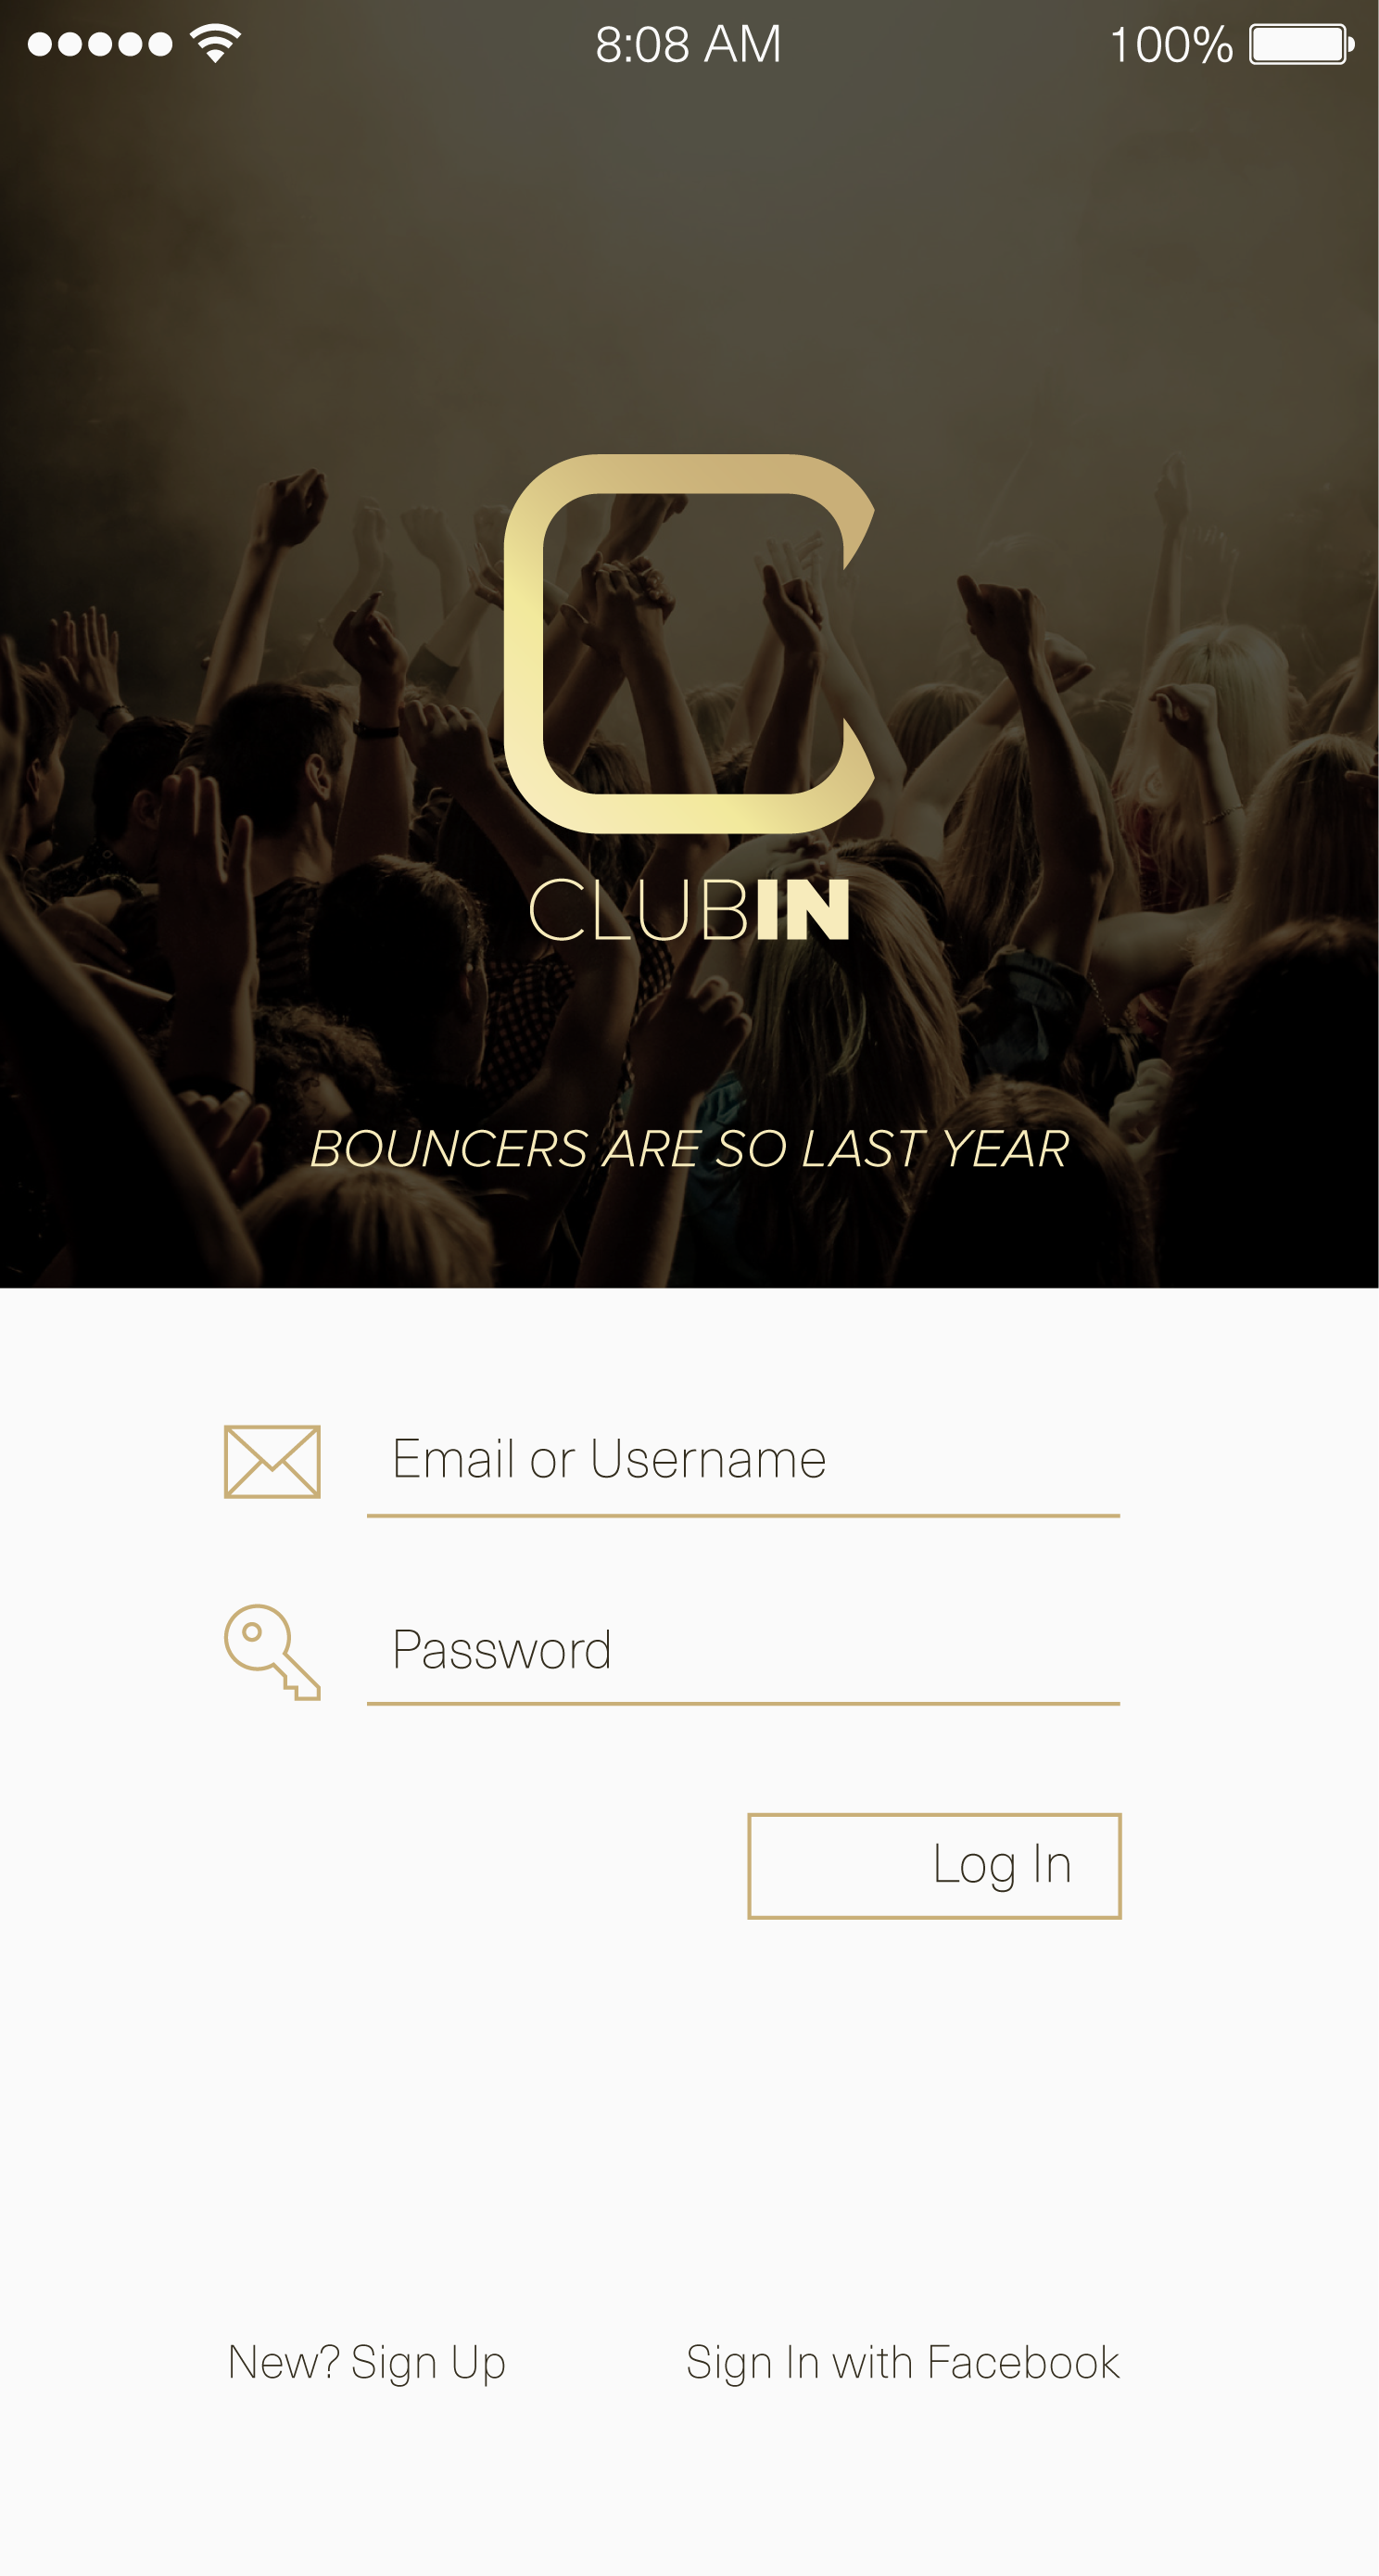 8:08 AM 100%
CLUBIN
BOUNCERS ARE SO LAST YEAR
Email or Username
Password
Log In
New? Sign Up Sign In with Facebook